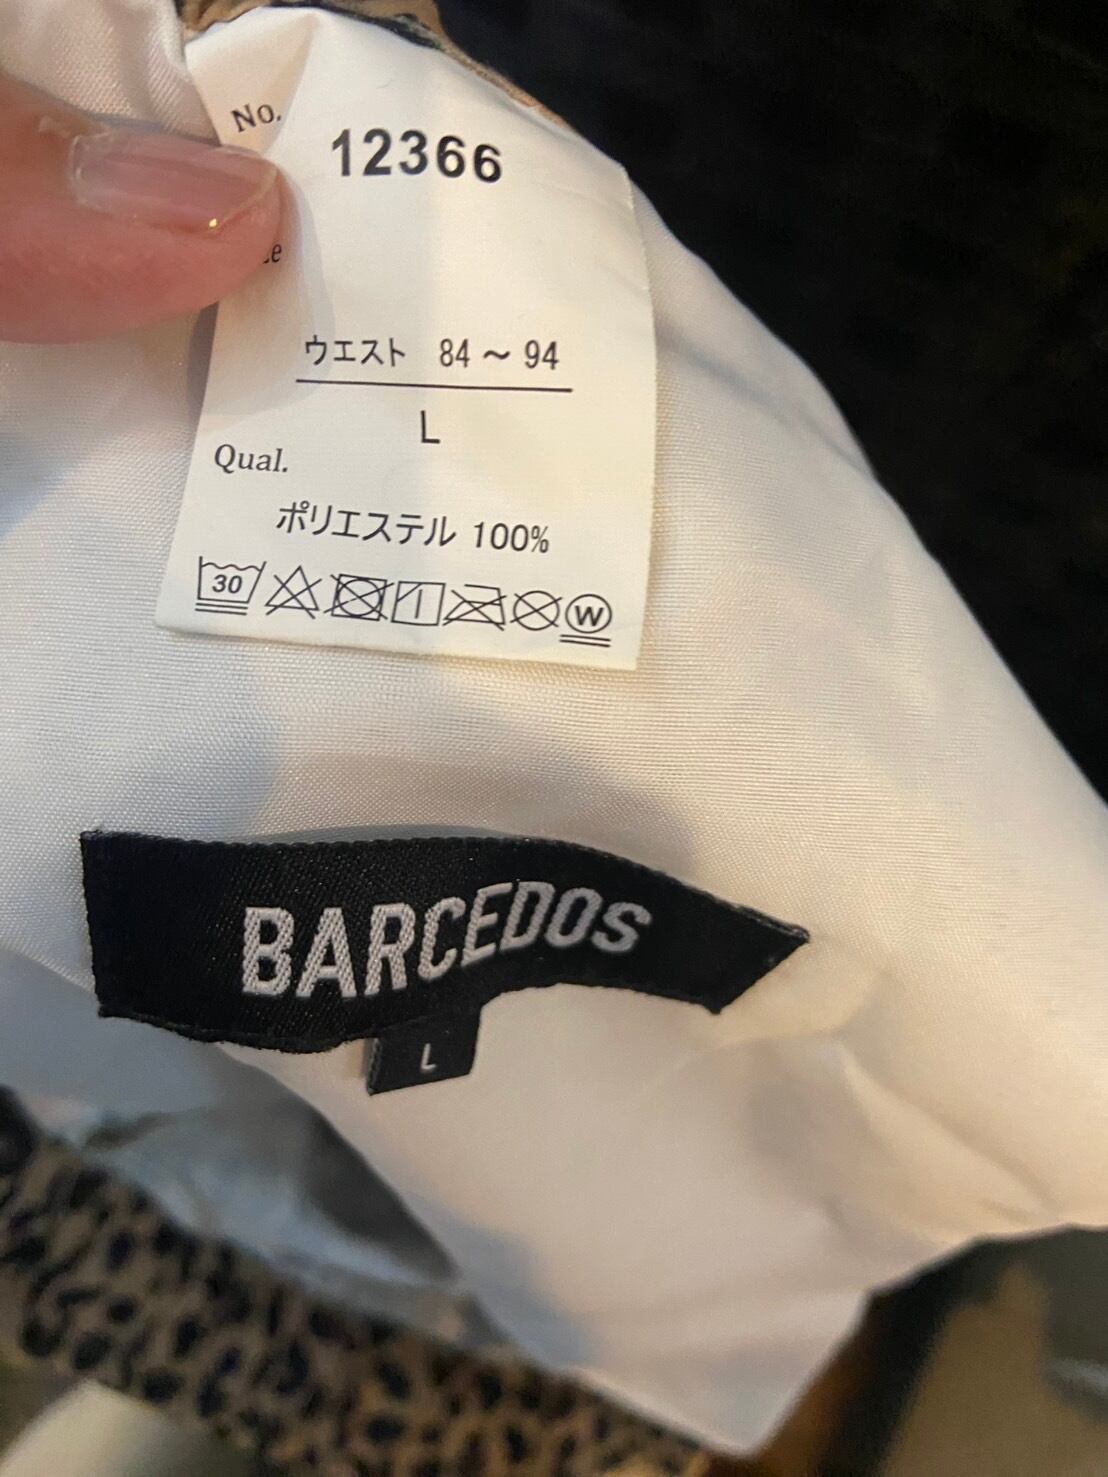 No.
12366
ウエスト 84～94
L
Qual.
ポリエステル 100%
30
W
BARCEDOS
L